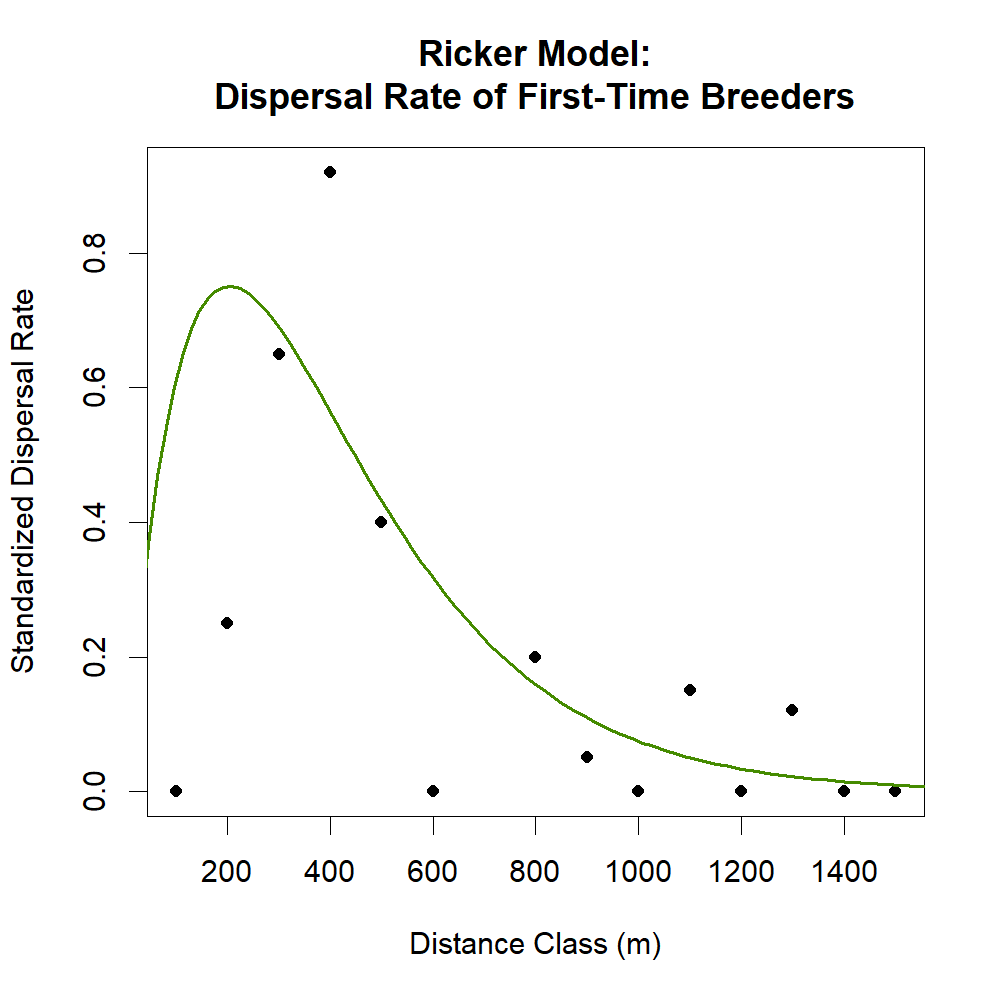 Ricker Model:
Dispersal Rate of First-Time Breeders
Standardized Dispersal Rate
0.8
0.6
0.4
0.2
0.0
200 400 600 800 1000 1200 1400
Distance Class (m)